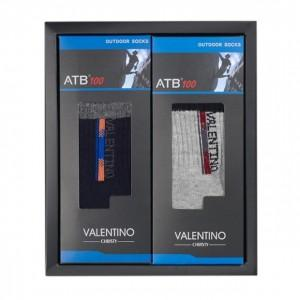 OUTDOOR SOCKS
ATB 100
VALENTINO
VALENTINO
CHRISTY
OUTDOOR SOCKS
ATB 100
VALENTINO
VALENTINO
CHRISTY